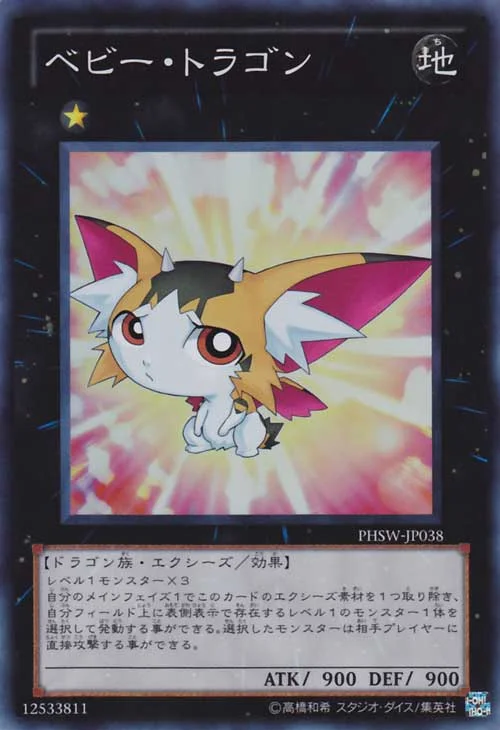 ベビー・トラゴン
地
PHSW-JP038
【ドラゴン族・エクシーズ/効果】
レベル1モンスター×3
自分のメインフェイズ1でこのカードのエクシーズ素材を1つ取り除き、
自分フィールド上に表側表示で存在するレベル1のモンスター1体を
選択して発動する事ができる。選択したモンスターは相手プレイヤーに
直接攻撃する事ができる。
ATK/ 900 DEF/ 900
12533811
©高橋和希 スタジオ・ダイス/集英社